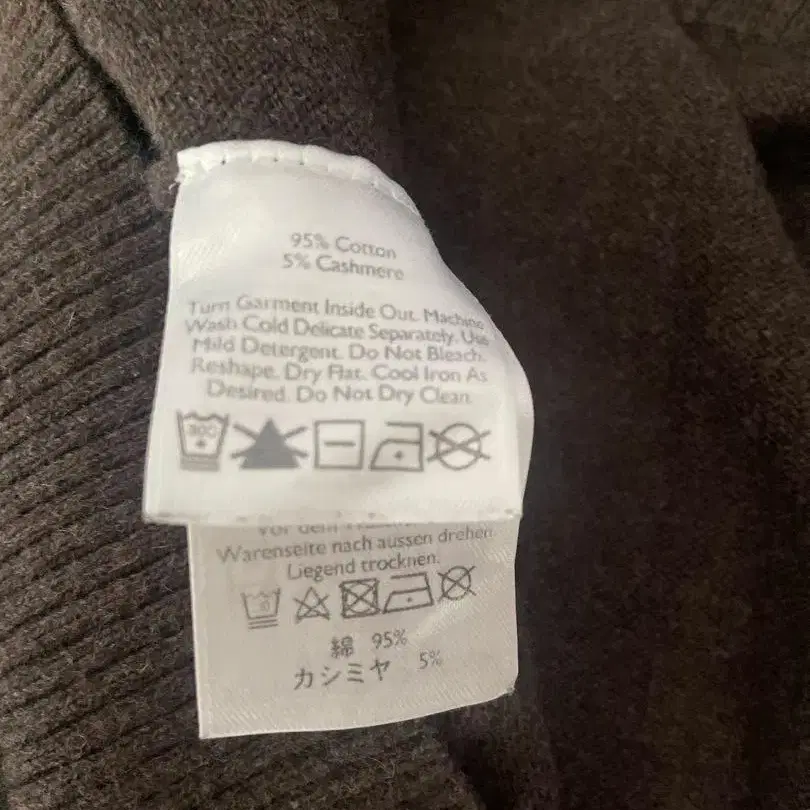 95% Cotton
5% Cashmere
Turn Garment Inside Out. Machine
Wash Cold Delicate Separately. Use
Mild Detergent. Do Not Bleach.
Reshape. Dry Flat. Cool Iron As
Desired. Do Not Dry Clean.
Warenseite nach aussen drehen.
Liegend trocknen.
綿 95%
カシミヤ 5%